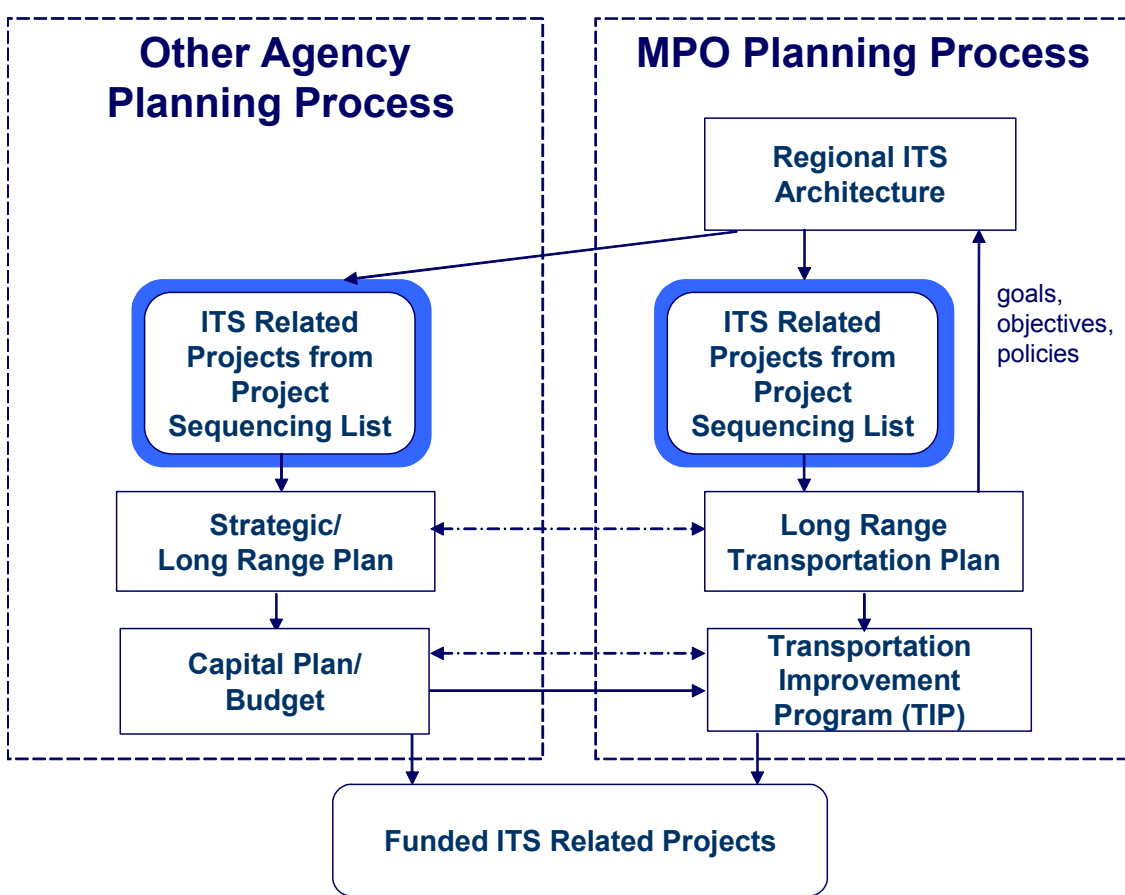 Other Agency
Planning Process
MPO Planning Process
Regional ITS
Architecture
goals,
objectives,
policies
ITS Related
Projects from
Project
Sequencing List
ITS Related
Projects from
Project
Sequencing List
Strategic/
Long Range Plan
Long Range
Transportation Plan
Capital Plan/
Budget
Transportation
Improvement
Program (TIP)
Funded ITS Related Projects